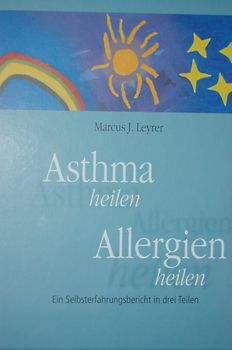 Marcus J. Leyrer
Asthma
heilen
Allergien
heilen
Ein Selbsterfahrungsbericht in drei Teilen